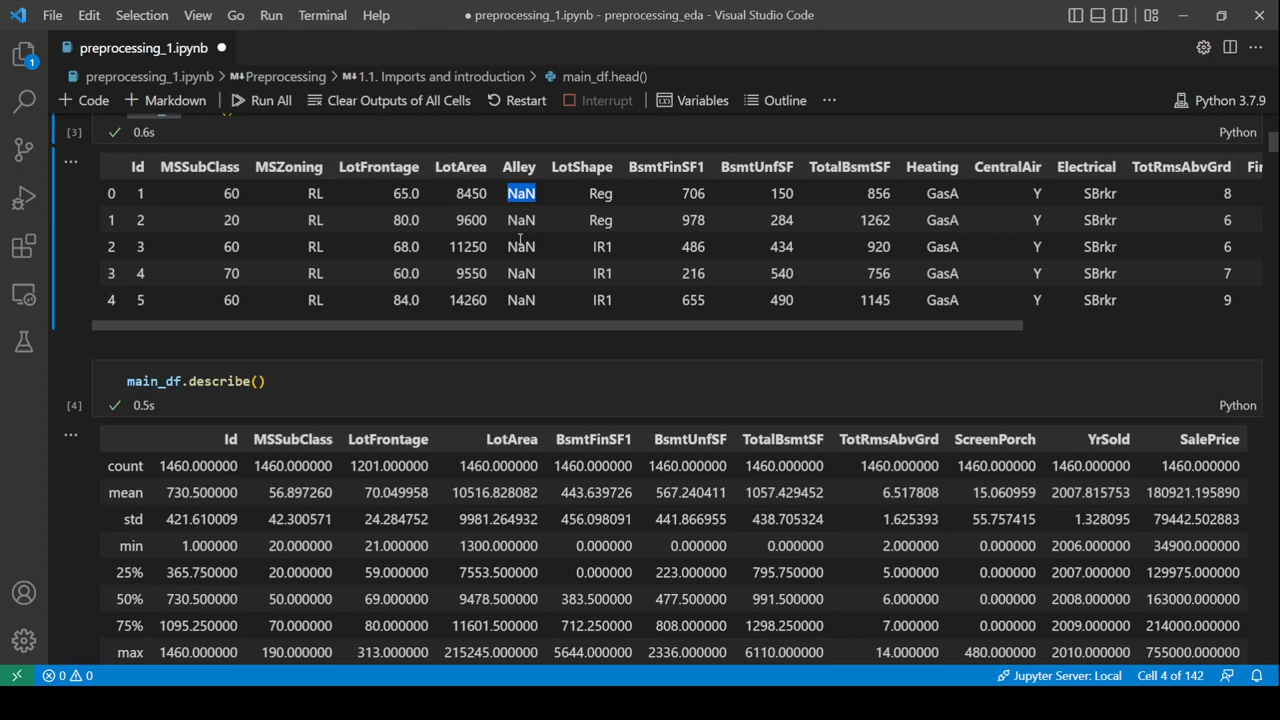 File Edit Selection View Go Run Terminal Help ● preprocessing_1.ipynb - preprocessing_eda - Visual Studio Code
preprocessing_1.ipynb ●
preprocessing_1.ipynb > M↓Preprocessing > M↓1.1. Imports and introduction > main_df.head()
+ Code + Markdown Run All Clear Outputs of All Cells Restart Interrupt Variables Outline ··· Python 3.7.9
[3] ✓ 0.6s Python
Id MSSubClass MSZoning LotFrontage LotArea Alley LotShape BsmtFinSF1 BsmtUnfSF TotalBsmtSF Heating CentralAir Electrical TotRmsAbvGrd Fir
0 1 60 RL 65.0 8450 NaN Reg 706 150 856 GasA Y SBrkr 8
1 2 20 RL 80.0 9600 NaN Reg 978 284 1262 GasA Y SBrkr 6
2 3 60 RL 68.0 11250 NaN IR1 486 434 920 GasA Y SBrkr 6
3 4 70 RL 60.0 9550 NaN IR1 216 540 756 GasA Y SBrkr 7
4 5 60 RL 84.0 14260 NaN IR1 655 490 1145 GasA Y SBrkr 9
main_df.describe()
[4] ✓ 0.5s Python
Id MSSubClass LotFrontage LotArea BsmtFinSF1 BsmtUnfSF TotalBsmtSF TotRmsAbvGrd ScreenPorch YrSold SalePrice
count 1460.000000 1460.000000 1201.000000 1460.000000 1460.000000 1460.000000 1460.000000 1460.000000 1460.000000 1460.000000 1460.000000
mean 730.500000 56.897260 70.049958 10516.828082 443.639726 567.240411 1057.429452 6.517808 15.060959 2007.815753 180921.195890
std 421.610009 42.300571 24.284752 9981.264932 456.098091 441.866955 438.705324 1.625393 55.757415 1.328095 79442.502883
min 1.000000 20.000000 21.000000 1300.000000 0.000000 0.000000 0.000000 2.000000 0.000000 2006.000000 34900.000000
25% 365.750000 20.000000 59.000000 7553.500000 0.000000 223.000000 795.750000 5.000000 0.000000 2007.000000 129975.000000
50% 730.500000 50.000000 69.000000 9478.500000 383.500000 477.500000 991.500000 6.000000 0.000000 2008.000000 163000.000000
75% 1095.250000 70.000000 80.000000 11601.500000 712.250000 808.000000 1298.250000 7.000000 0.000000 2009.000000 214000.000000
max 1460.000000 190.000000 313.000000 215245.000000 5644.000000 2336.000000 6110.000000 14.000000 480.000000 2010.000000 755000.000000
1
0 0 Jupyter Server: Local Cell 4 of 142